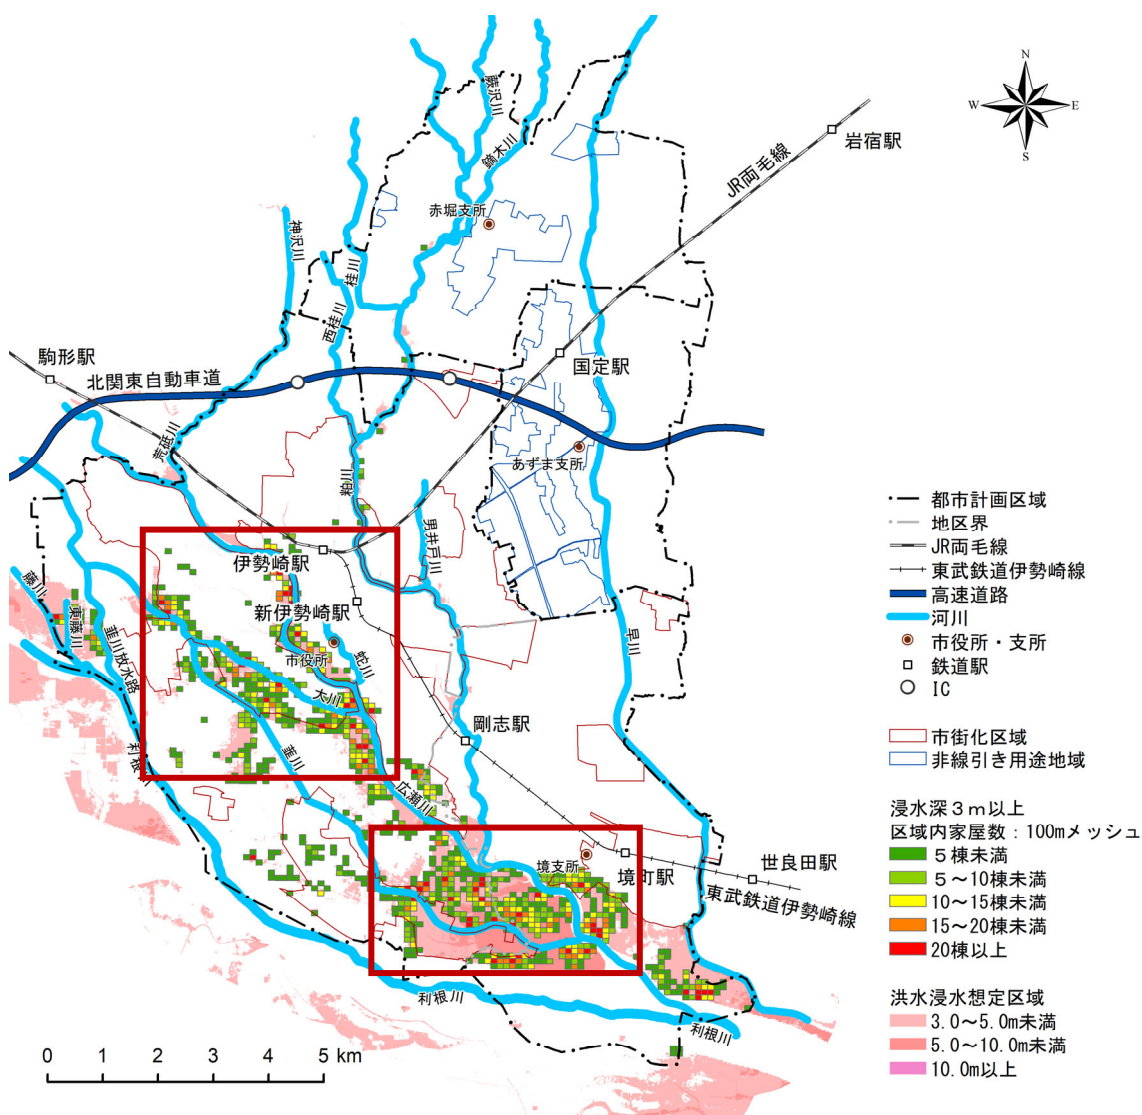 N
W
E
S
蕨沢川
鏑木川
岩宿駅
JR両毛線
赤堀支所
神沢川
桂川
西桂川
駒形駅
北関東自動車道
国定駅
荒砥川
あずま支所
粕川
男井戸川
伊勢崎駅
藤川
東藤川
韮川放水路
新伊勢崎駅
市役所
蛇川
早川
大川
剛志駅
韮川
利根川
広瀬川
境支所
境町駅
世良田駅
東武鉄道伊勢崎線
利根川
利根川
0 1 2 3 4 5 km
都市計画区域
地区界
JR両毛線
東武鉄道伊勢崎線
高速道路
河川
市役所・支所
鉄道駅
IC
市街化区域
非線引き用途地域
浸水深3m以上
区域内家屋数：100mメッシュ
5棟未満
5～10棟未満
10～15棟未満
15～20棟未満
20棟以上
洪水浸水想定区域
3.0～5.0m未満
5.0～10.0m未満
10.0m以上